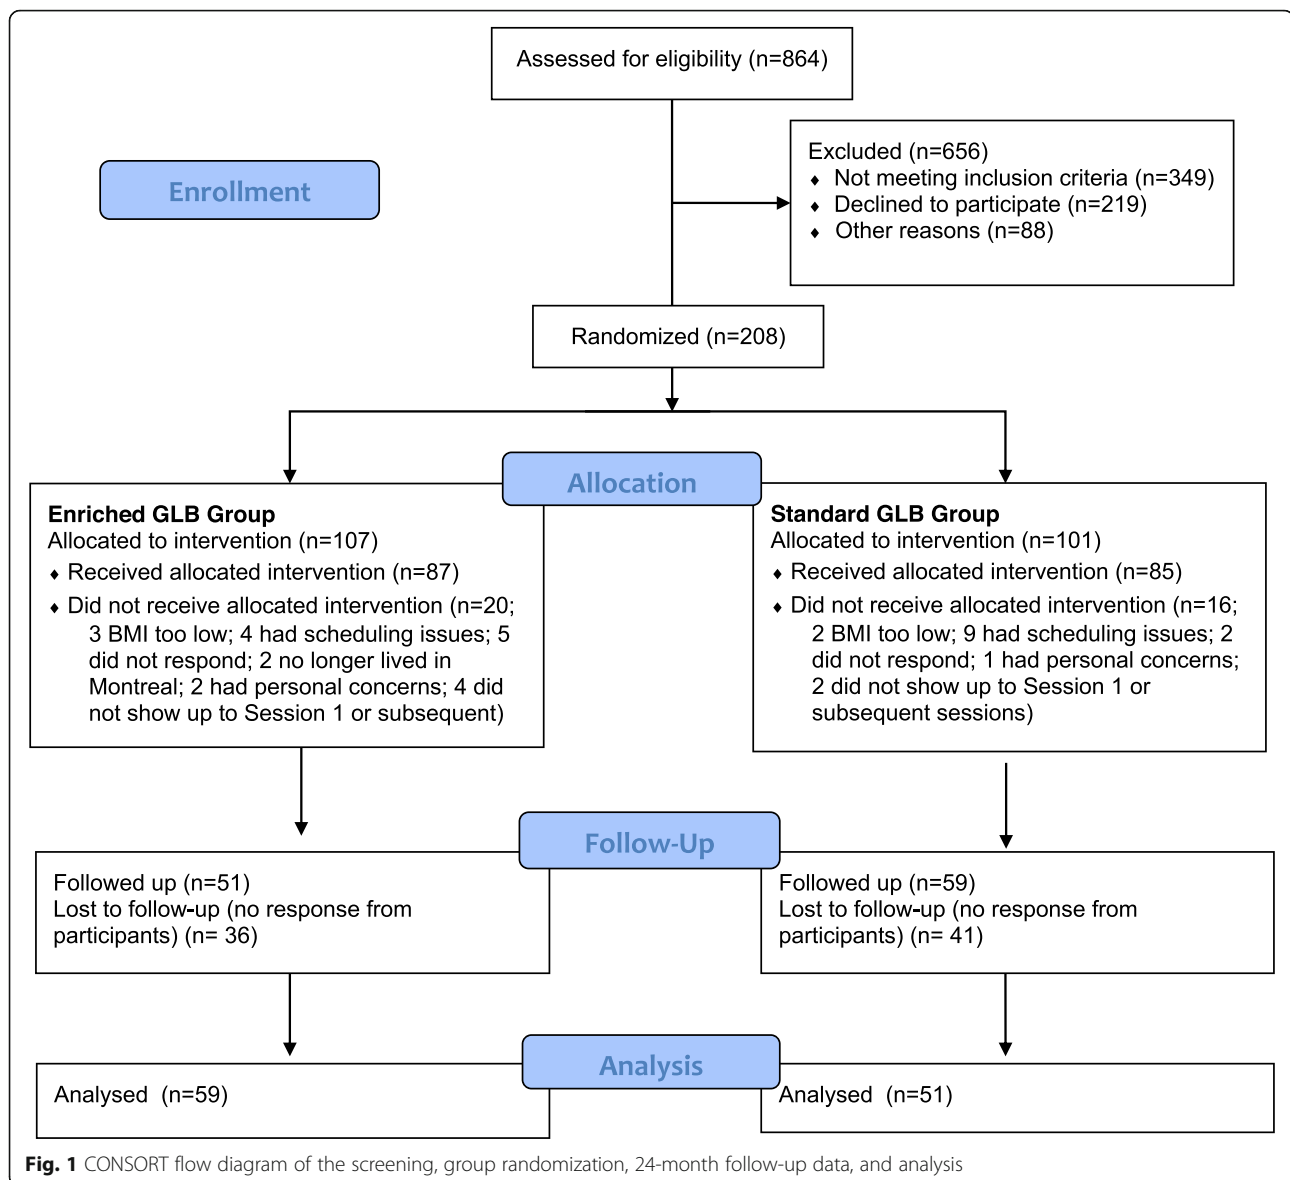 Assessed for eligibility (n=864)
Excluded (n=656)
♦ Not meeting inclusion criteria (n=349)
♦ Declined to participate (n=219)
♦ Other reasons (n=88)
Enrollment
Randomized (n=208)
Allocation
Enriched GLB Group
Allocated to intervention (n=107)
♦ Received allocated intervention (n=87)
♦ Did not receive allocated intervention (n=20;
3 BMI too low; 4 had scheduling issues; 5
did not respond; 2 no longer lived in
Montreal; 2 had personal concerns; 4 did
not show up to Session 1 or subsequent)
Standard GLB Group
Allocated to intervention (n=101)
♦ Received allocated intervention (n=85)
♦ Did not receive allocated intervention (n=16;
2 BMI too low; 9 had scheduling issues; 2
did not respond; 1 had personal concerns;
2 did not show up to Session 1 or
subsequent sessions)
Follow-Up
Followed up (n=51)
Lost to follow-up (no response from
participants) (n= 36)
Followed up (n=59)
Lost to follow-up (no response from
participants) (n= 41)
Analysis
Analysed (n=59)
Analysed (n=51)
Fig. 1 CONSORT flow diagram of the screening, group randomization, 24-month follow-up data, and analysis